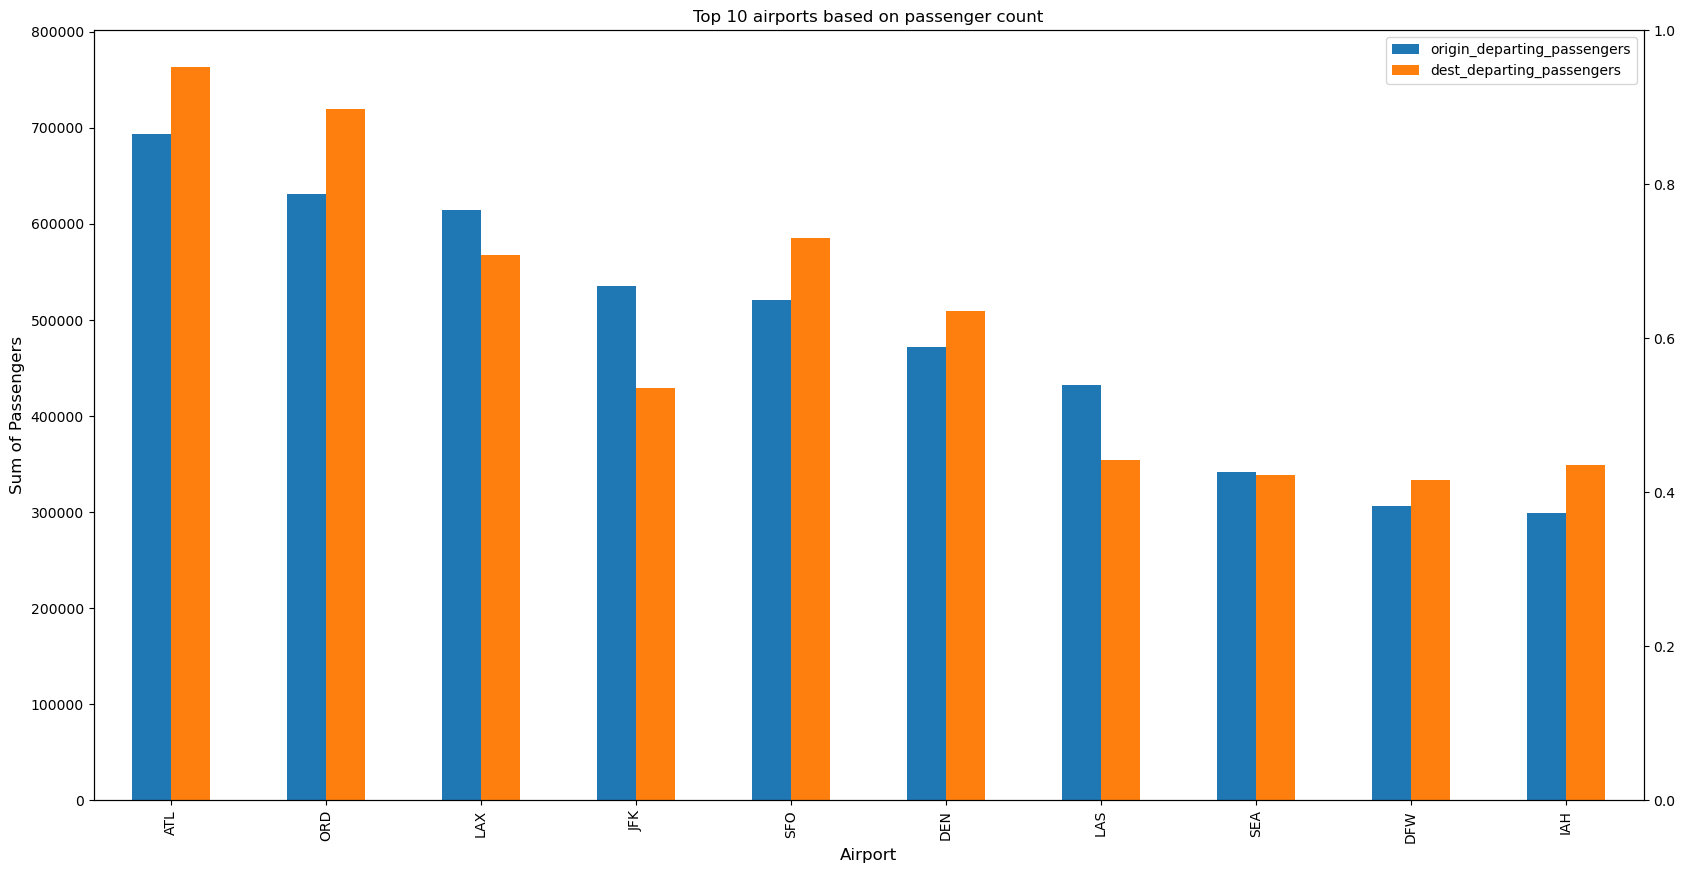 Top 10 airports based on passenger count
origin_departing_passengers
dest_departing_passengers
Sum of Passengers
800000
700000
600000
500000
400000
300000
200000
100000
0
1.0
0.8
0.6
0.4
0.2
0.0
ATL
ORD
LAX
JFK
SFO
DEN
LAS
SEA
DFW
IAH
Airport